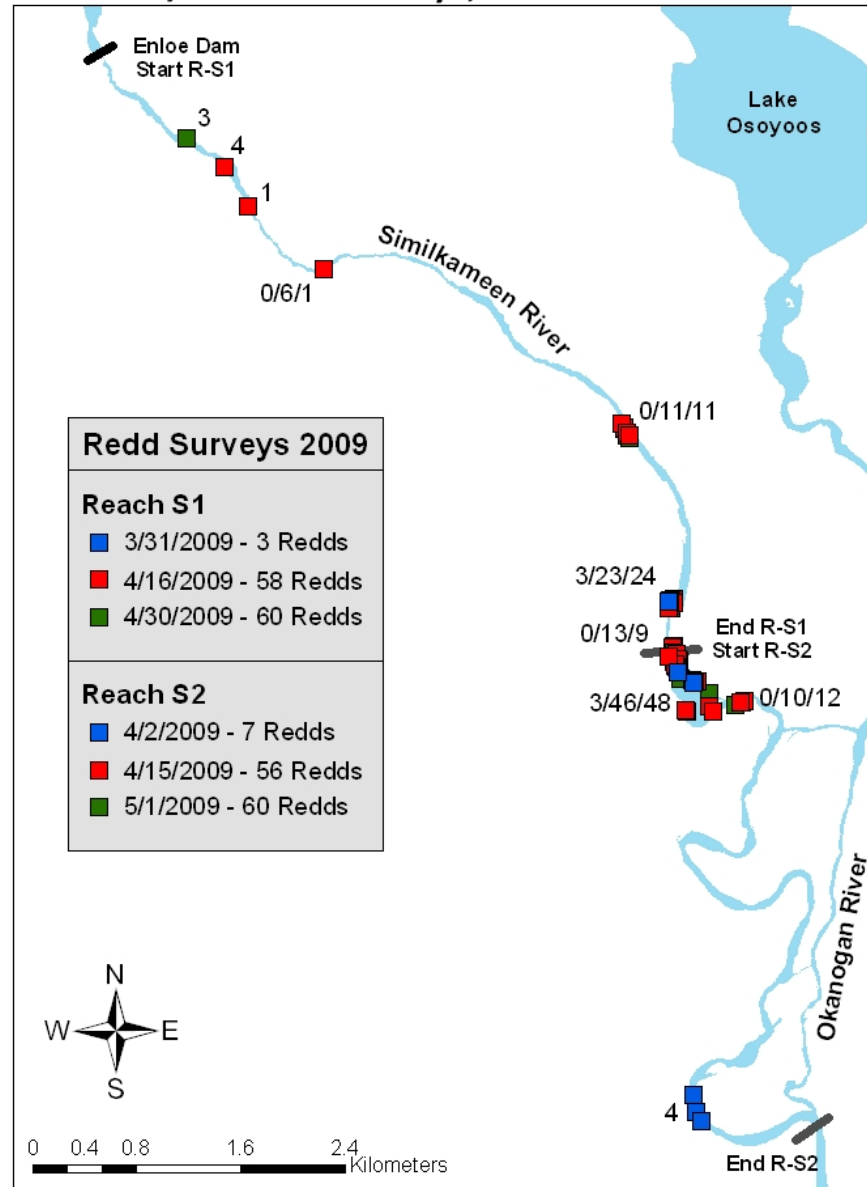 Enloe Dam
Start R-S1
Lake
Osoyoos
3
4
1
0/6/1
Similkameen River
0/11/11
Redd Surveys 2009
Reach S1
3/31/2009 - 3 Redds
4/16/2009 - 58 Redds
4/30/2009 - 60 Redds
Reach S2
4/2/2009 - 7 Redds
4/15/2009 - 56 Redds
5/1/2009 - 60 Redds
3/23/24
0/13/9
End R-S1
Start R-S2
3/46/48
0/10/12
Okanogan River
N
W E
S
4
0 0.4 0.8 1.6 2.4
Kilometers
End R-S2